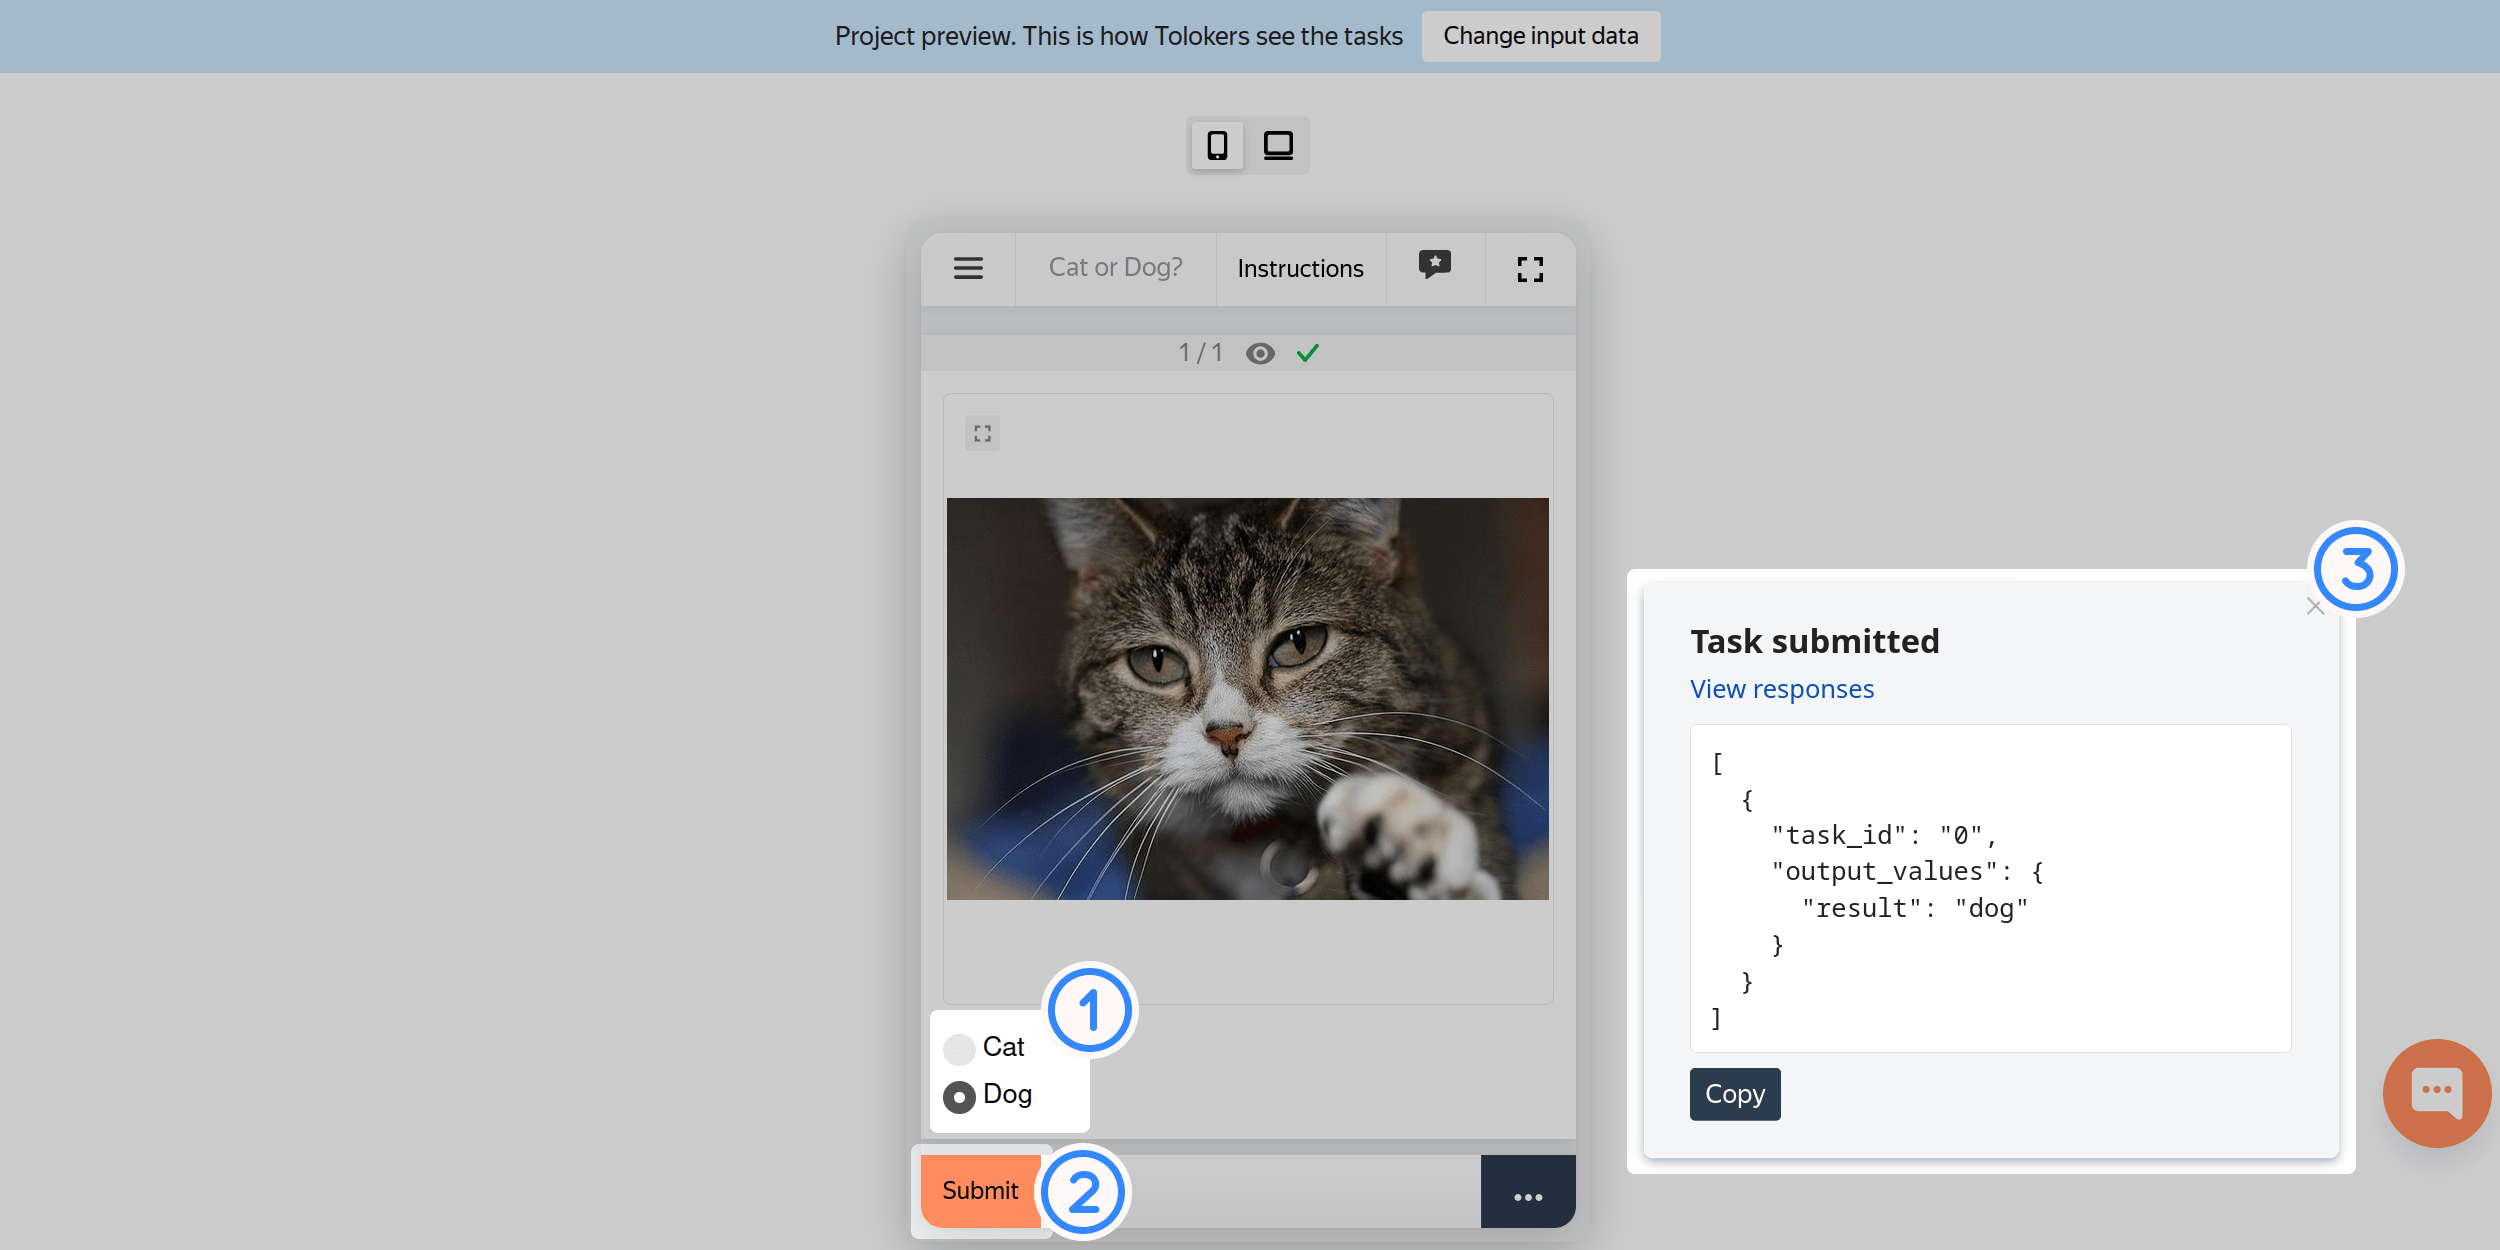 Project preview. This is how Tolokers see the tasks
Change input data
Cat or Dog?
Instructions
1 / 1
Cat
Dog
1
Submit
2
3
Task submitted
View responses
[
  {
    "task_id": "0",
    "output_values": {
      "result": "dog"
    }
  }
]
Copy